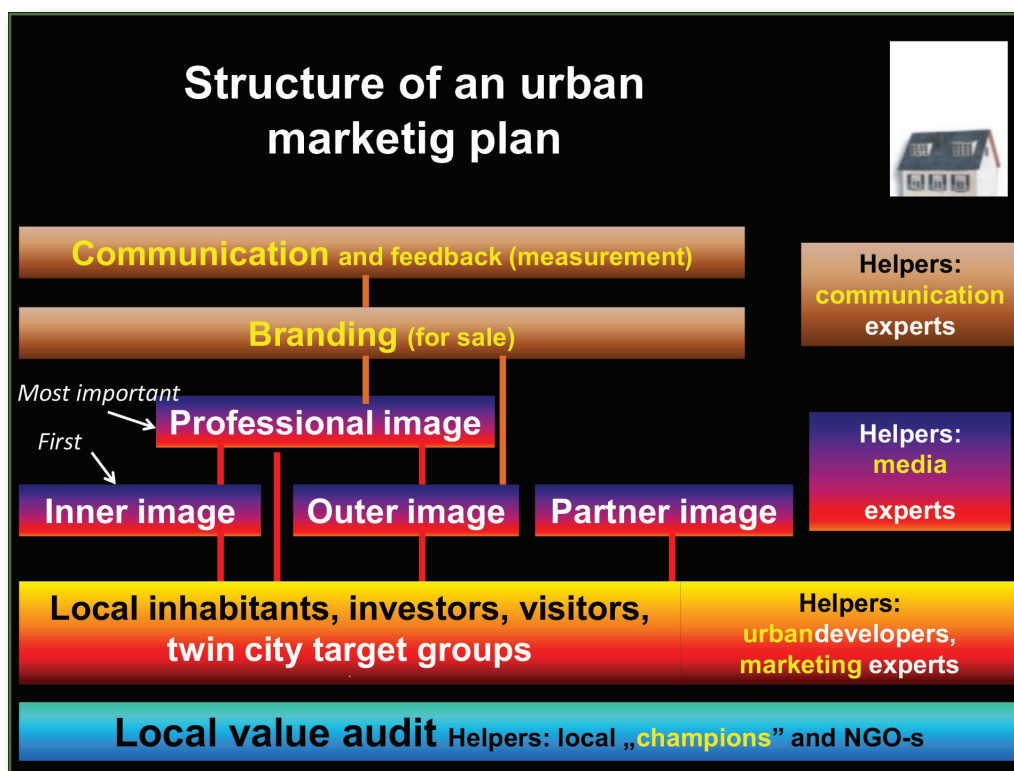 Structure of an urban
marketig plan
Communication and feedback (measurement)
Helpers:
communication
experts
Branding (for sale)
Most important
Professional image
First
Helpers:
media
experts
Inner image
Outer image
Partner image
Local inhabitants, investors, visitors,
twin city target groups
Helpers:
urbandevelopers,
marketing experts
Local value audit Helpers: local „champions” and NGO-s